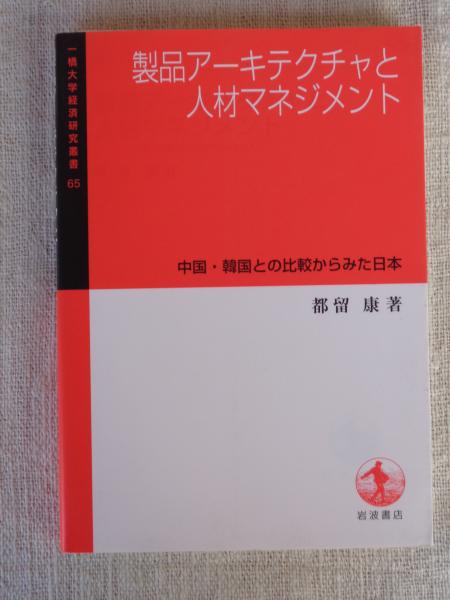 製品アーキテクチャと
人材マネジメント
一橋大学経済研究叢書 65
中国・韓国との比較からみた日本
都留 康 著
岩波書店